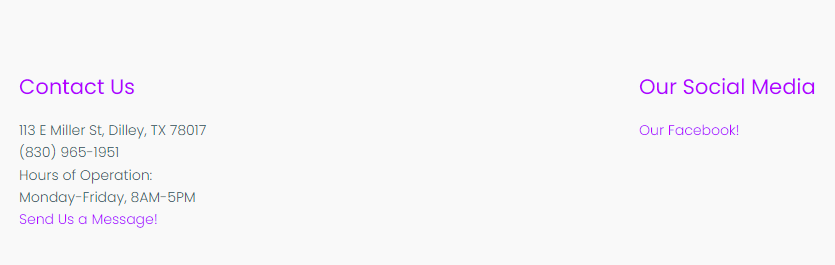 Contact Us
113 E Miller St, Dilley, TX 78017
(830) 965-1951
Hours of Operation:
Monday-Friday, 8AM-5PM
Send Us a Message!
Our Social Media
Our Facebook!